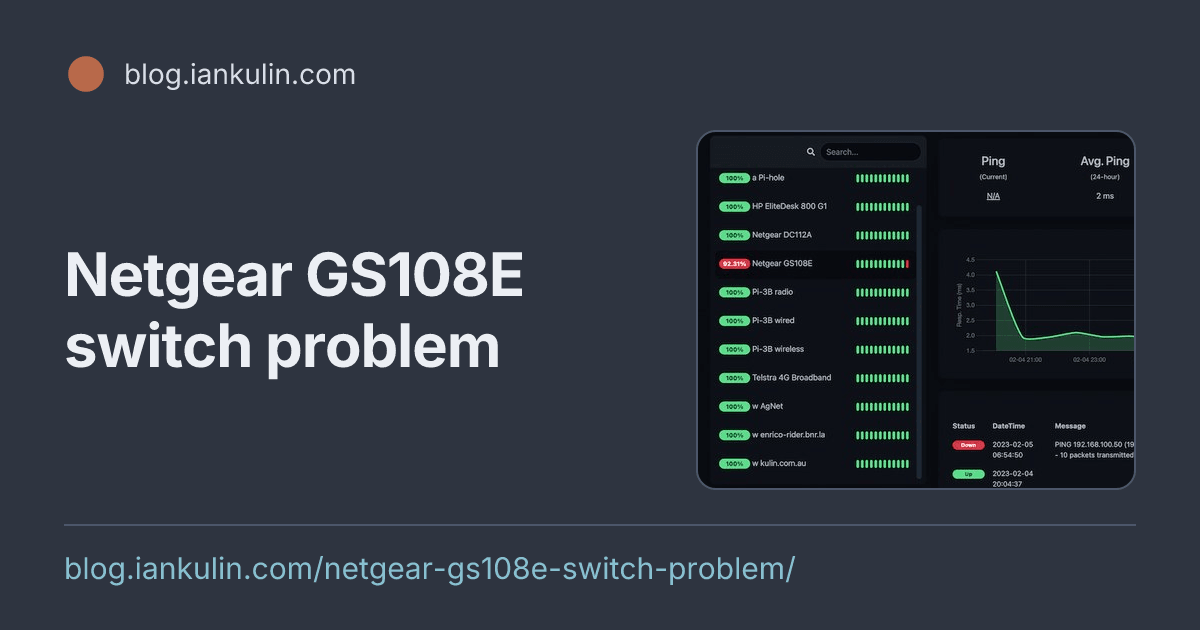 blog.iankulin.com
Netgear GS108E
switch problem
Search...
100% a Pi-hole
100% HP EliteDesk 800 G1
100% Netgear DC112A
92.31% Netgear GS108E
100% Pi-3B radio
100% Pi-3B wired
100% Pi-3B wireless
100% Telstra 4G Broadband
100% w AgNet
100% w enrico-rider.bnr.la
100% w kulin.com.au
Ping
(Current)
N/A
Avg. Ping
(24-hour)
2 ms
Resp. Time (ms)
4.5
4.0
3.5
3.0
2.5
2.0
1.5
02-04 21:00
02-04 23:00
Status DateTime Message
Down 2023-02-05 PING 192.168.100.50 (19
06:54:50 - 10 packets transmitted
Up 2023-02-04
20:04:37
blog.iankulin.com/netgear-gs108e-switch-problem/